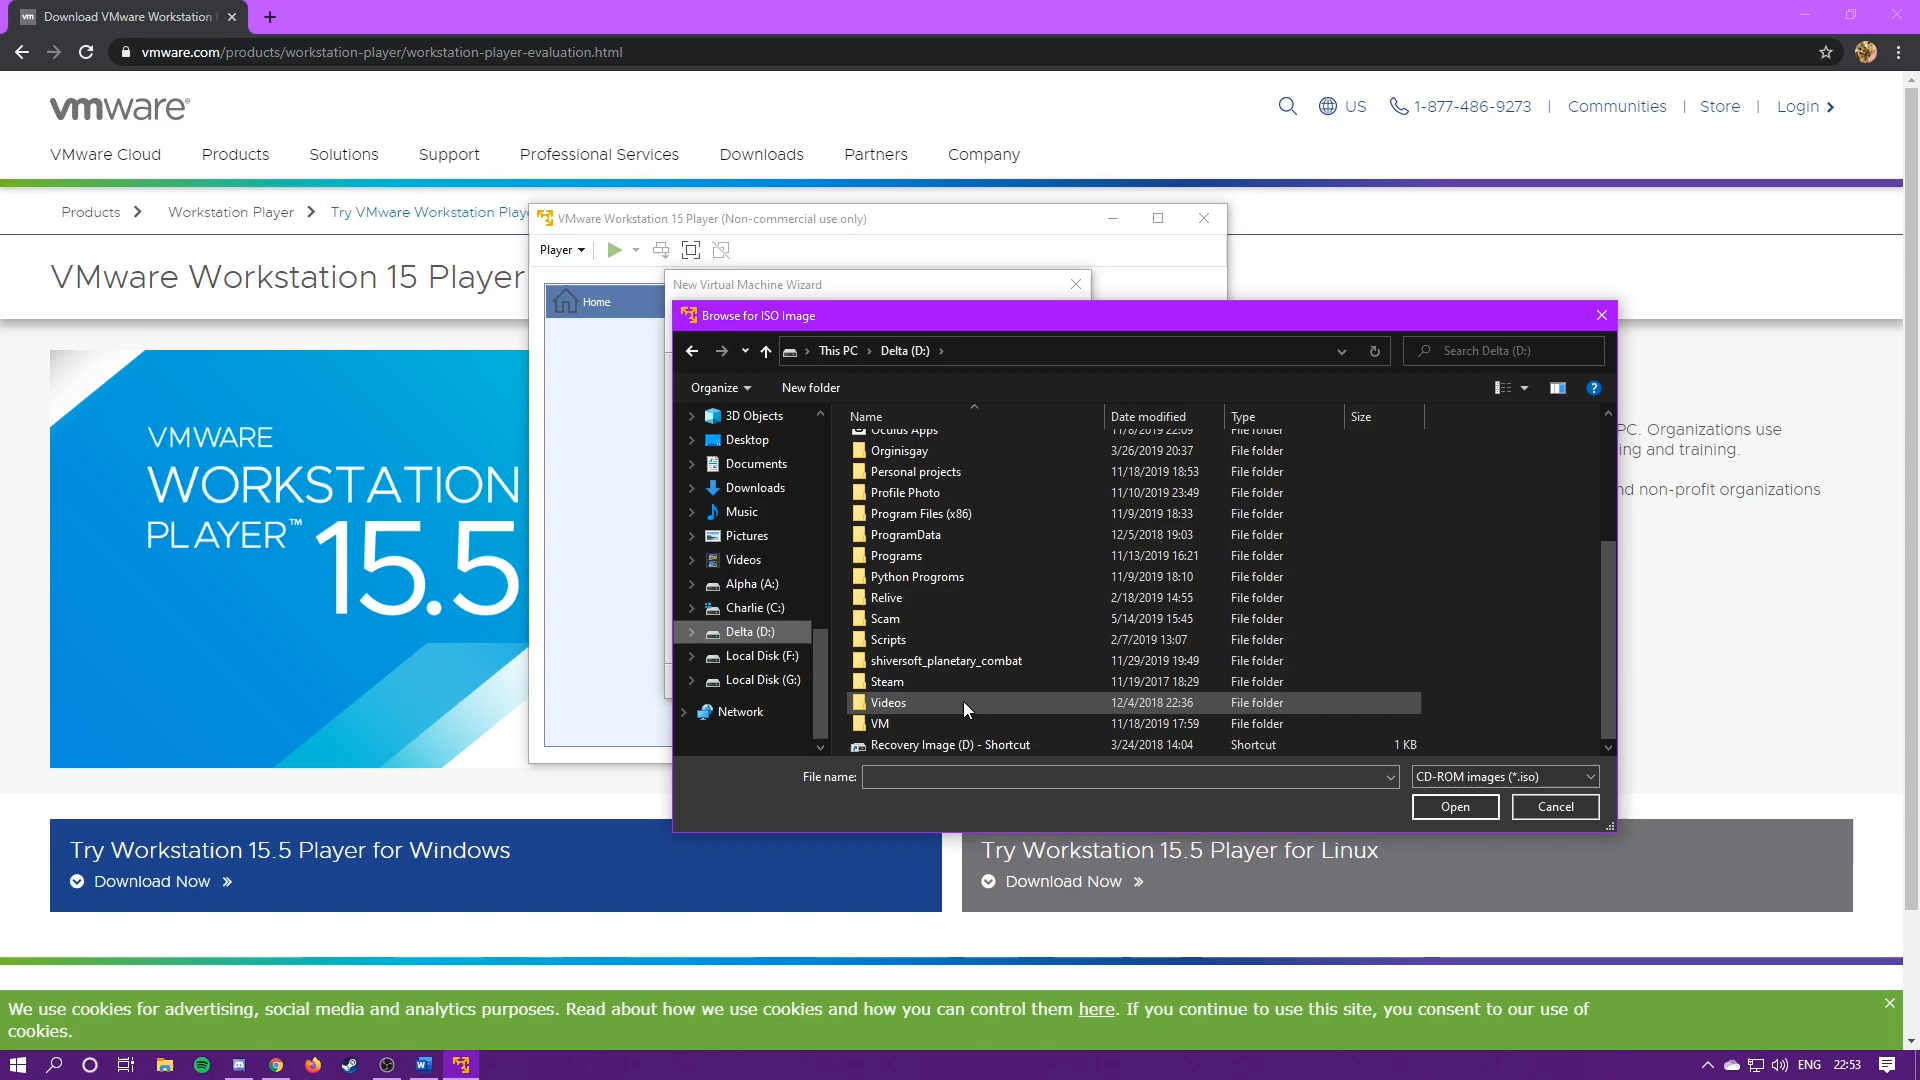 vm Download VMware Workstation
vmware.com/products/workstation-player/workstation-player-evaluation.html
vmware®
US
1-877-486-9273 | Communities | Store | Login
VMware Cloud Products Solutions Support Professional Services Downloads Partners Company
Products Workstation Player Try VMware Workstation Playe
VMware Workstation 15 Player
VMware Workstation 15 Player (Non-commercial use only)
Player
Home
New Virtual Machine Wizard
Browse for ISO Image
This PC Delta (D:)
Search Delta (D:)
Organize New folder
3D Objects
Desktop
Documents
Downloads
Music
Pictures
Videos
Alpha (A:)
Charlie (C:)
Delta (D:)
Local Disk (F:)
Local Disk (G:)
Network
Name Date modified Type Size
Oculus Apps 11/8/2019 22:09 File folder
Orginisgay 3/26/2019 20:37 File folder
Personal projects 11/18/2019 18:53 File folder
Profile Photo 11/10/2019 23:49 File folder
Program Files (x86) 11/9/2019 18:33 File folder
ProgramData 12/5/2018 19:03 File folder
Programs 11/13/2019 16:21 File folder
Python Progroms 11/9/2019 18:10 File folder
Relive 2/18/2019 14:55 File folder
Scam 5/14/2019 15:45 File folder
Scripts 2/7/2019 13:07 File folder
shiversoft_planetary_combat 11/29/2019 19:49 File folder
Steam 11/19/2017 18:29 File folder
Videos 12/4/2018 22:36 File folder
VM 11/18/2019 17:59 File folder
Recovery Image (D) - Shortcut 3/24/2018 14:04 Shortcut 1 KB
File name:
CD-ROM images (*.iso)
Open Cancel
PC. Organizations use
ing and training.
nd non-profit organizations
VMWARE
WORKSTATION
PLAYER™ 15.5
Try Workstation 15.5 Player for Windows
Download Now »
Try Workstation 15.5 Player for Linux
Download Now »
We use cookies for advertising, social media and analytics purposes. Read about how we use cookies and how you can control them here. If you continue to use this site, you consent to our use of
cookies.
ENG 22:53